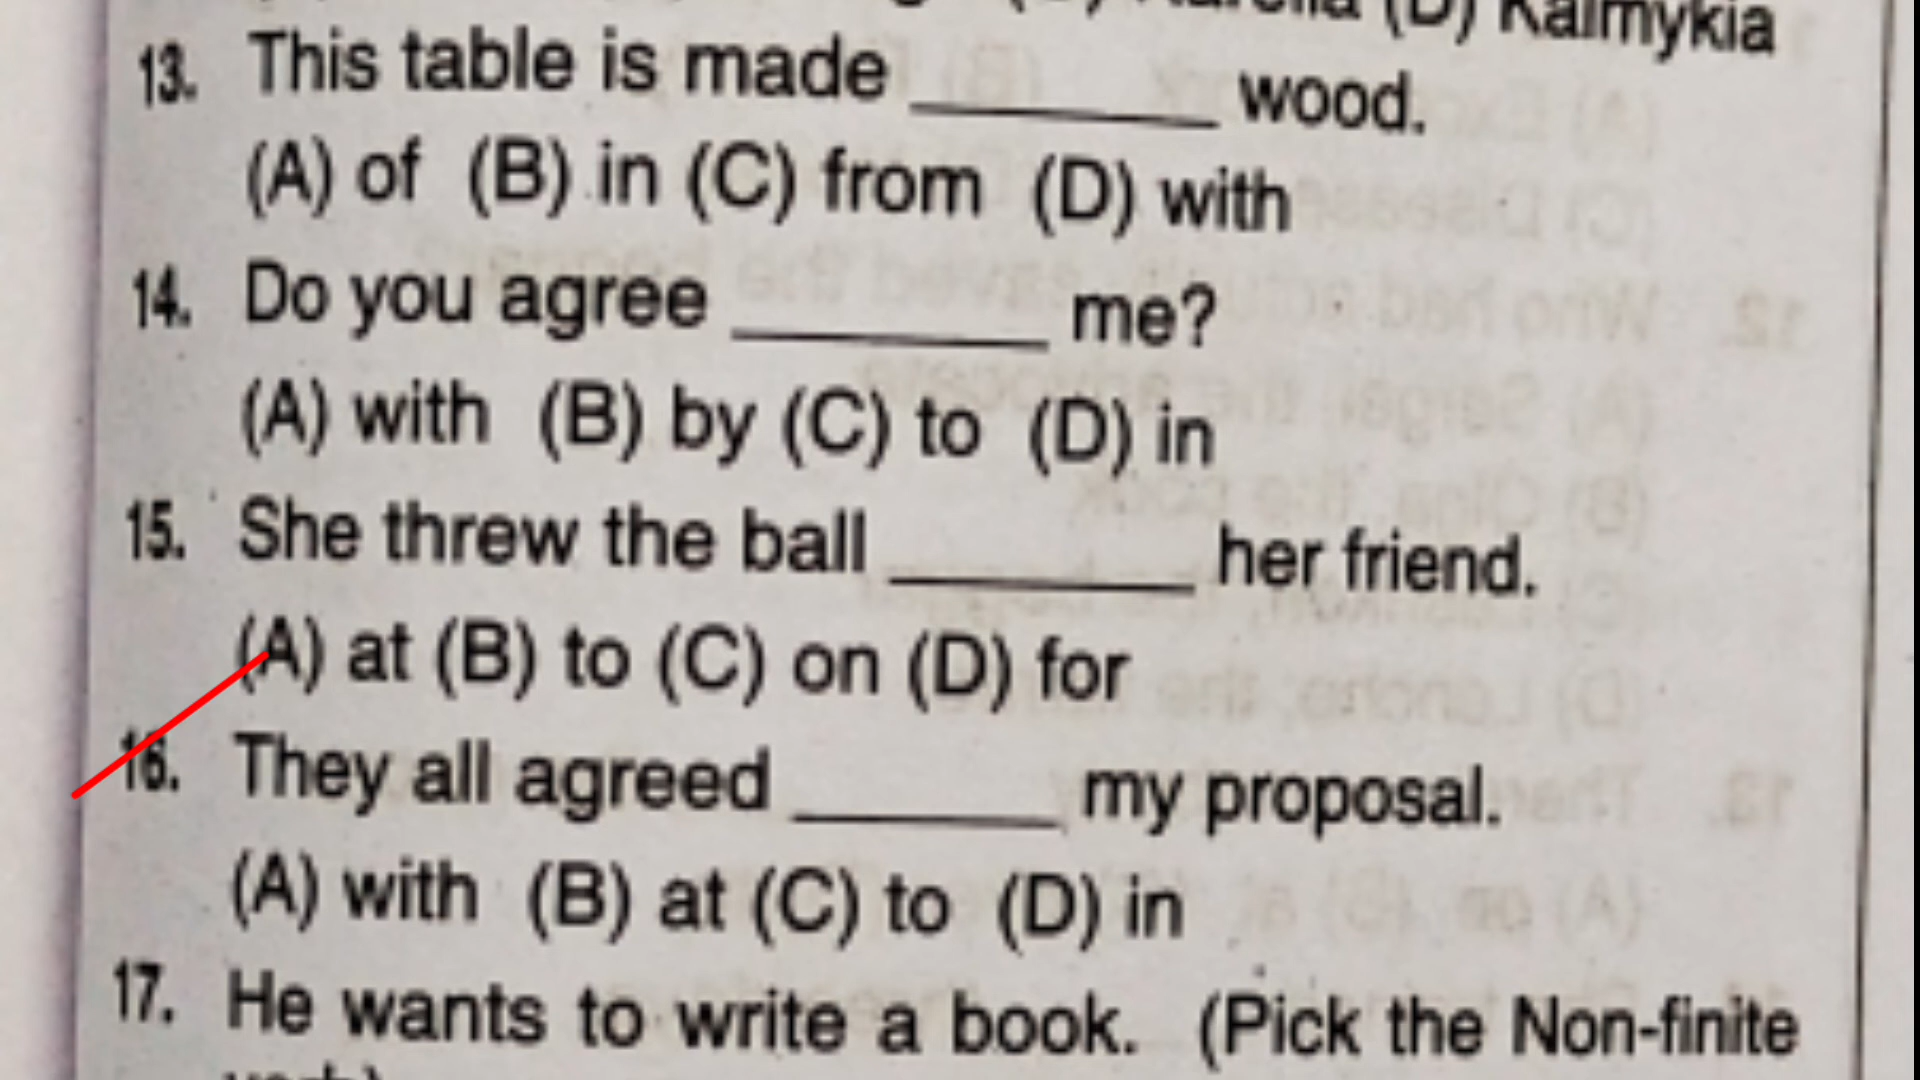 (D) Kalmykia
13. This table is made ________ wood.
(A) of (B) in (C) from (D) with
14. Do you agree ________ me?
(A) with (B) by (C) to (D) in
15. She threw the ball ________ her friend.
(A) at (B) to (C) on (D) for
16. They all agreed ________ my proposal.
(A) with (B) at (C) to (D) in
17. He wants to write a book. (Pick the Non-finite